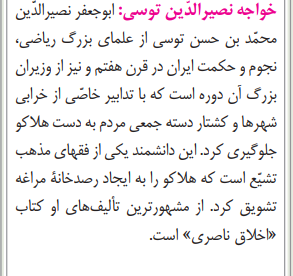 خواجه نصیرالدّین توسی: ابوجعفر نصیرالدّین
محمّد بن حسن توسی از علمای بزرگ ریاضی،
نجوم و حکمت ایران در قرن هفتم و نیز از وزیران
بزرگ آن دوره است که با تدابیر خاصّی از خرابی
شهرها و کشتار دسته جمعی مردم به دست هلاکو
جلوگیری کرد. این دانشمند یکی از فقهای مذهب
تشیّع است که هلاکو را به ایجاد رصدخانهٔ مراغه
تشویق کرد. از مشهورترین تألیف‌های او کتاب
«اخلاق ناصری» است.